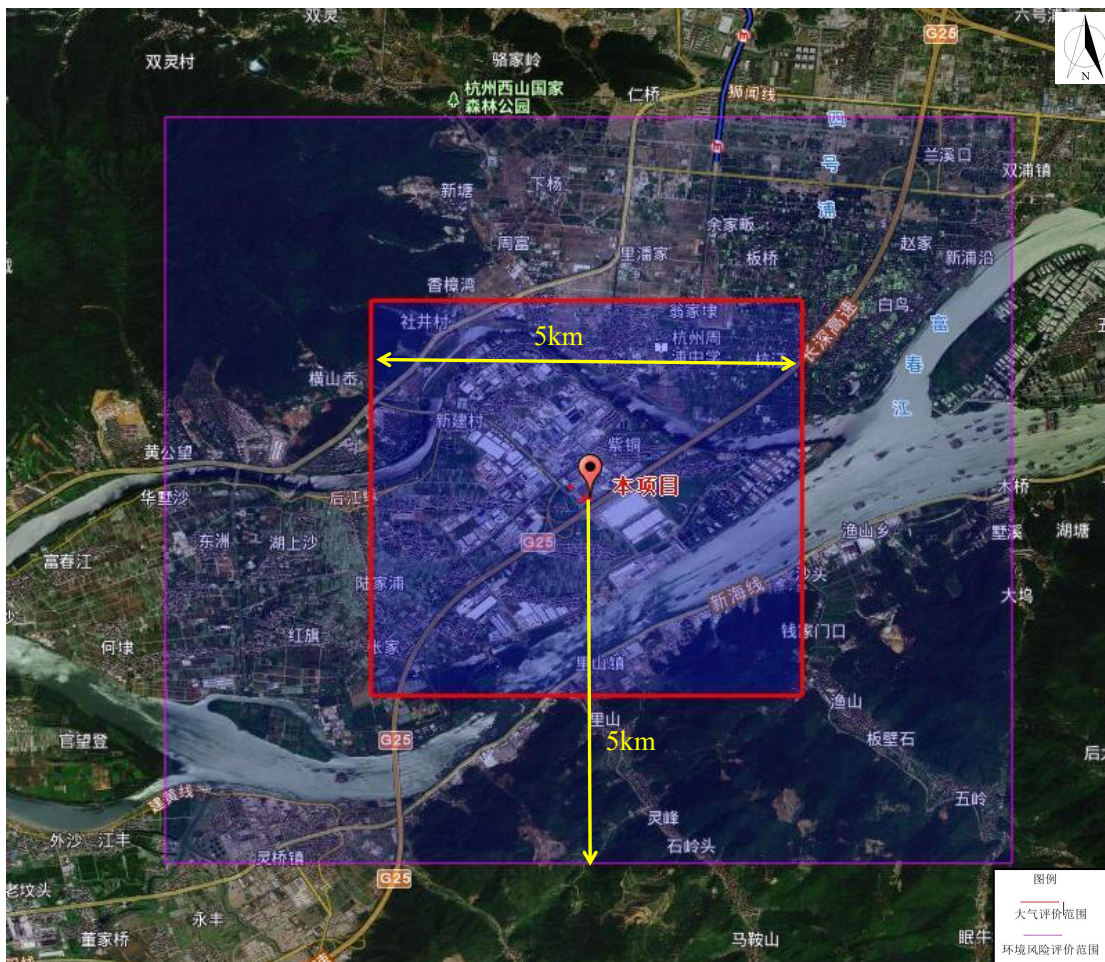 双灵
六号浦
G25
双灵村
骆家岭
N
杭州西山国家
森林公园
仁桥
狮闻线
四号浦
兰溪口
双浦镇
新塘
下杨
余家畈
周富
里潘家
板桥
赵家
新浦沿
香樟湾
白鸟
社井村
翁家埭
长深高速
富春江
5km
杭州周
浦中学
横山岙
新建村
紫铜
黄公望
本项目
华墅沙
后江
木桥
东洲
湖上沙
G25
渔山乡
墅溪
湖塘
富春江
陆家浦
沙头
新海线
大坞
红旗
钱家门口
何埭
张家
里山镇
渔山
里山
官望登
G25
5km
板壁石
建黄线
五岭
外沙
江丰
灵峰
石岭头
灵桥镇
G25
老坟头
永丰
董家桥
马鞍山
眠牛
图例
大气评价范围
环境风险评价范围